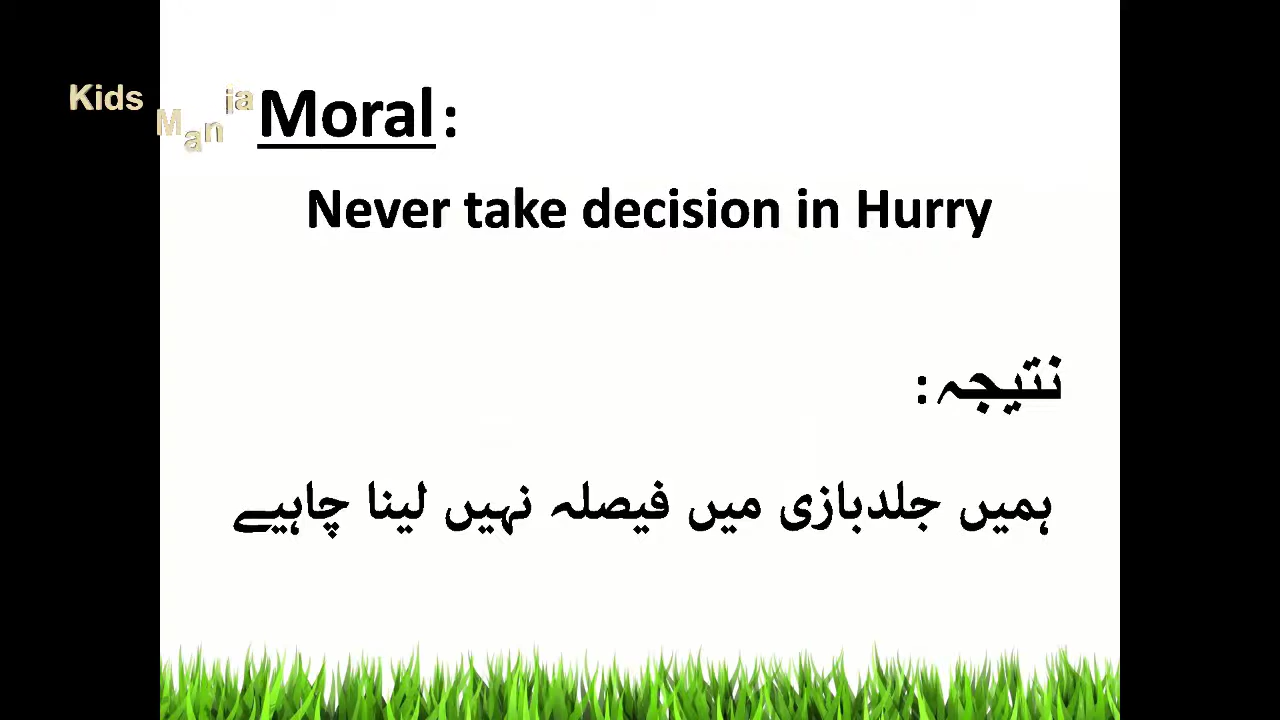 Kids Mania
Moral:
Never take decision in Hurry
نتیجہ:
ہمیں جلدبازی میں فیصلہ نہیں لینا چاہیے